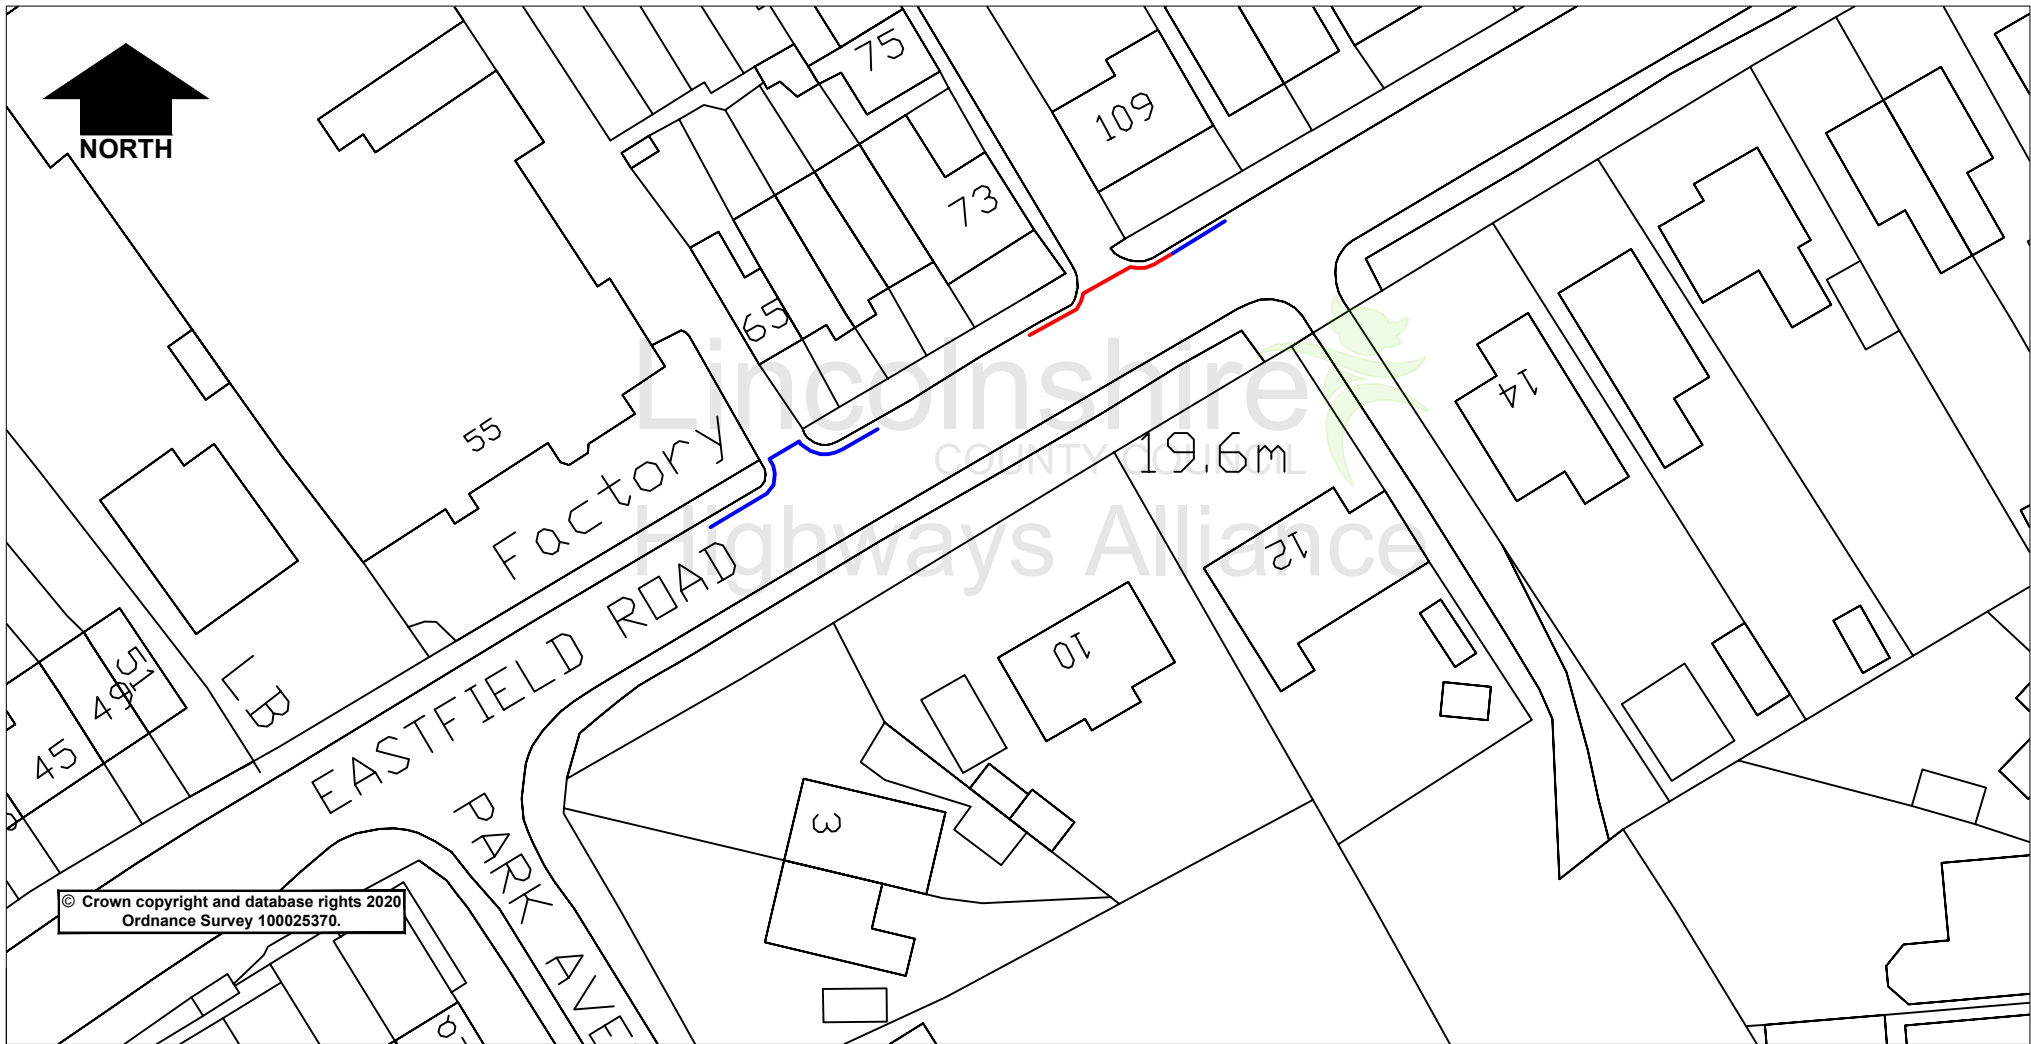 NORTH
75
109
73
65
55
Factory
Lincolnshire
COUNTY COUNCIL
19.6m
14
Highways Alliance
12
10
EASTFIELD ROAD
51
49
45
LB
3
PARK AVE
© Crown copyright and database rights 2020
Ordnance Survey 100025370.